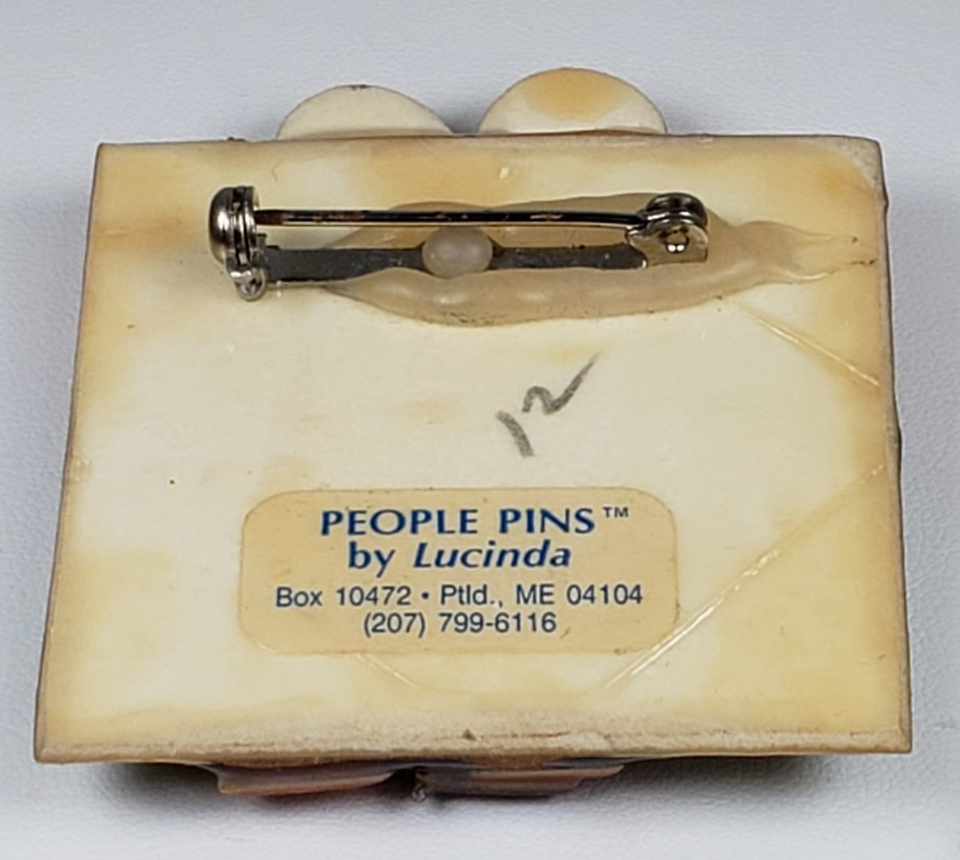 12
PEOPLE PINS™
by Lucinda
Box 10472 • Ptld., ME 04104
(207) 799-6116